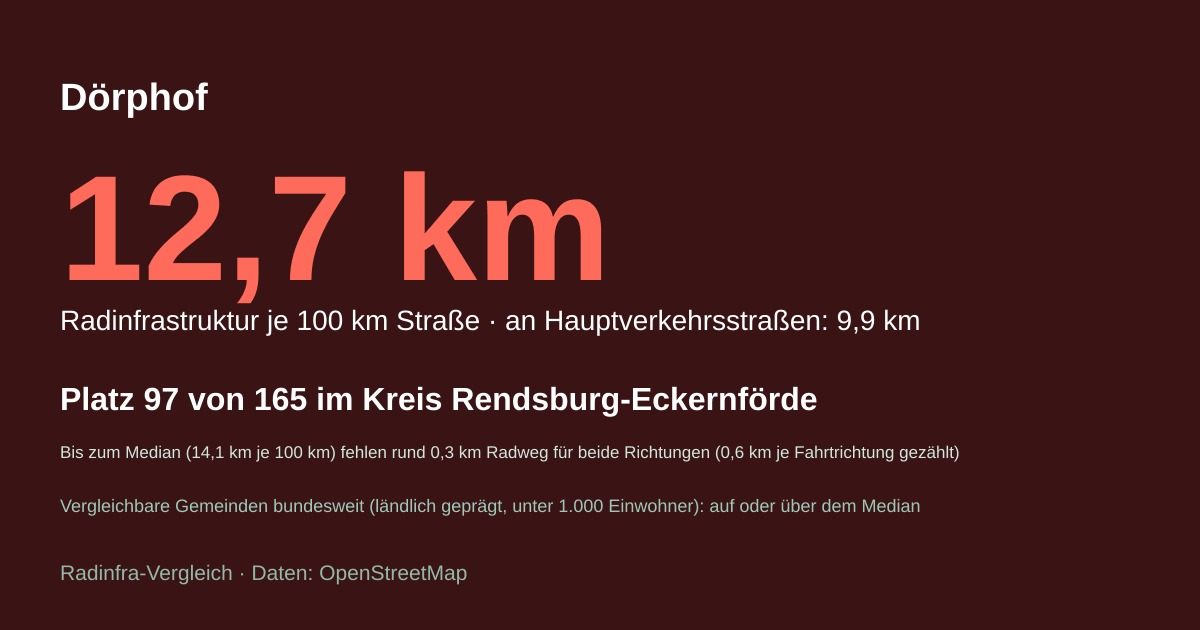 Dörphof
12,7 km
Radinfrastruktur je 100 km Straße · an Hauptverkehrsstraßen: 9,9 km
Platz 97 von 165 im Kreis Rendsburg-Eckernförde
Bis zum Median (14,1 km je 100 km) fehlen rund 0,3 km Radweg für beide Richtungen (0,6 km je Fahrtrichtung gezählt)
Vergleichbare Gemeinden bundesweit (ländlich geprägt, unter 1.000 Einwohner): auf oder über dem Median
Radinfra-Vergleich · Daten: OpenStreetMap